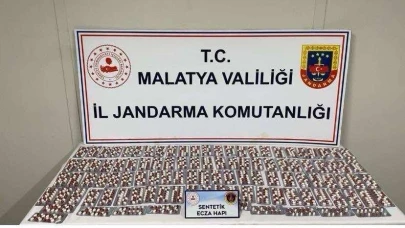 T.C.
MALATYA VALİLİĞİ
İL JANDARMA KOMUTANLIĞI
SENTETİK
ECZA HAPI